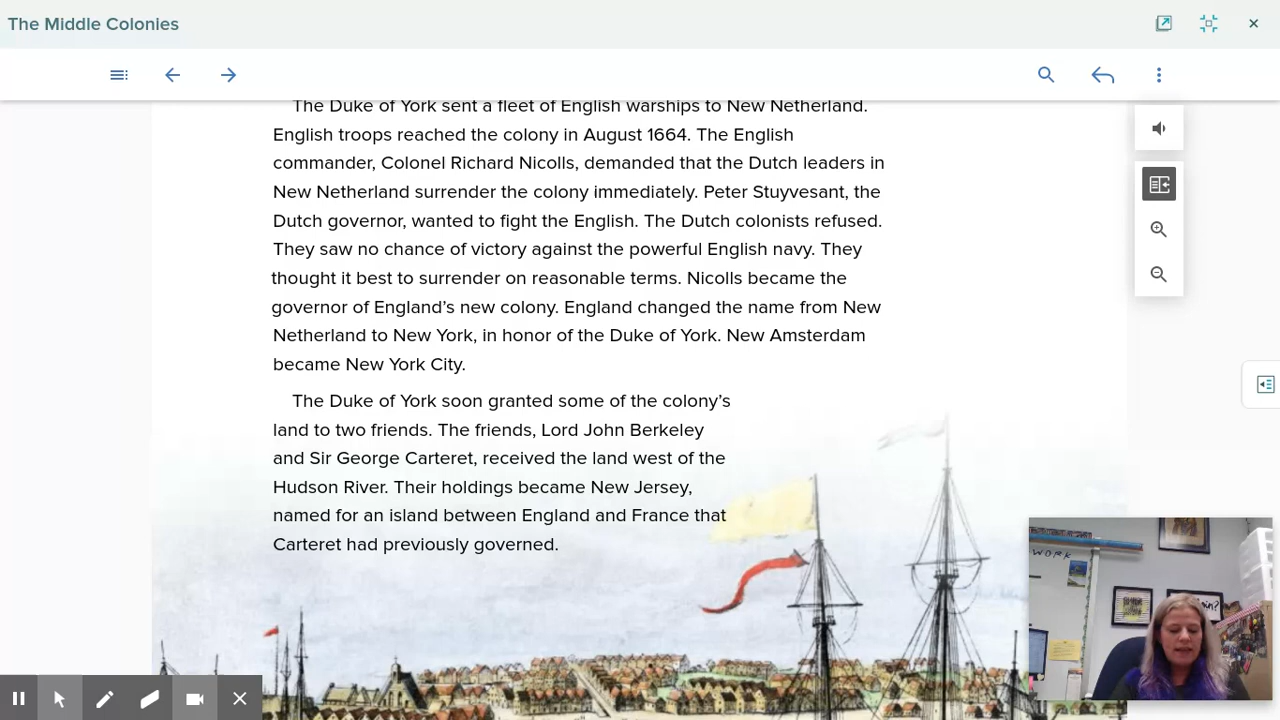 The Middle Colonies
The Duke of York sent a fleet of English warships to New Netherland.
English troops reached the colony in August 1664. The English
commander, Colonel Richard Nicolls, demanded that the Dutch leaders in
New Netherland surrender the colony immediately. Peter Stuyvesant, the
Dutch governor, wanted to fight the English. The Dutch colonists refused.
They saw no chance of victory against the powerful English navy. They
thought it best to surrender on reasonable terms. Nicolls became the
governor of England’s new colony. England changed the name from New
Netherland to New York, in honor of the Duke of York. New Amsterdam
became New York City.
The Duke of York soon granted some of the colony’s
land to two friends. The friends, Lord John Berkeley
and Sir George Carteret, received the land west of the
Hudson River. Their holdings became New Jersey,
named for an island between England and France that
Carteret had previously governed.
WORK